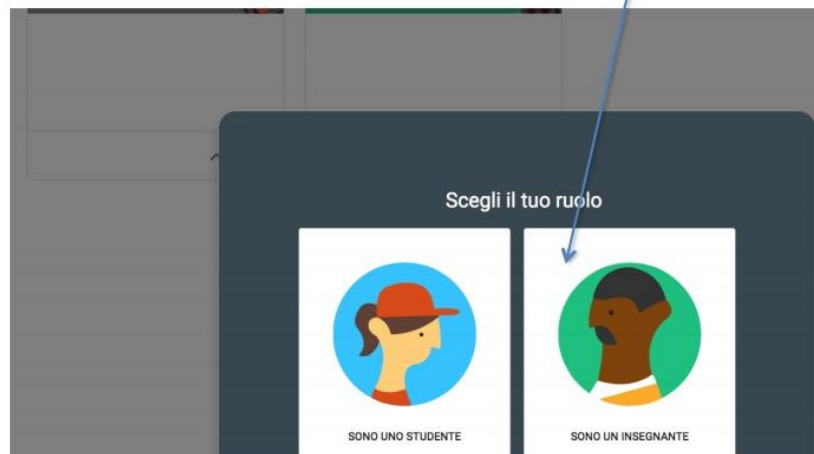 Scegli il tuo ruolo
SONO UNO STUDENTE
SONO UN INSEGNANTE